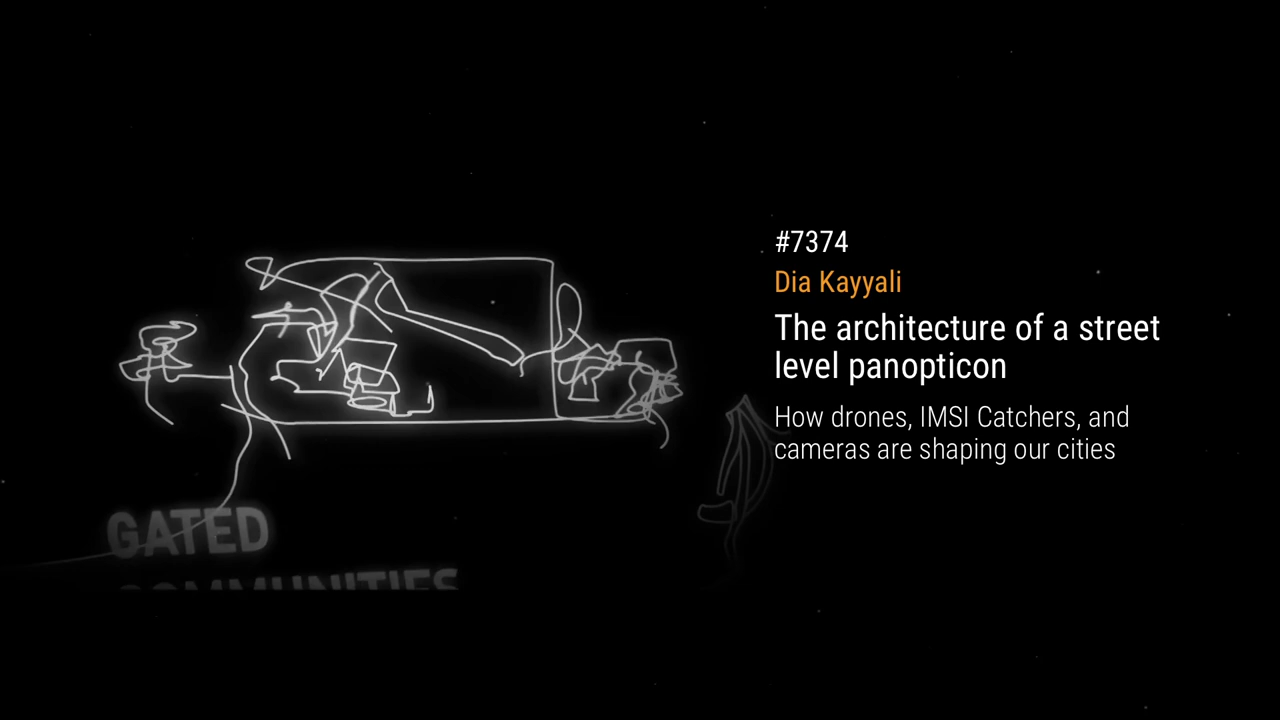 #7374
Dia Kayyali
The architecture of a street
level panopticon
How drones, IMSI Catchers, and
cameras are shaping our cities
GATED
COMMUNITIES